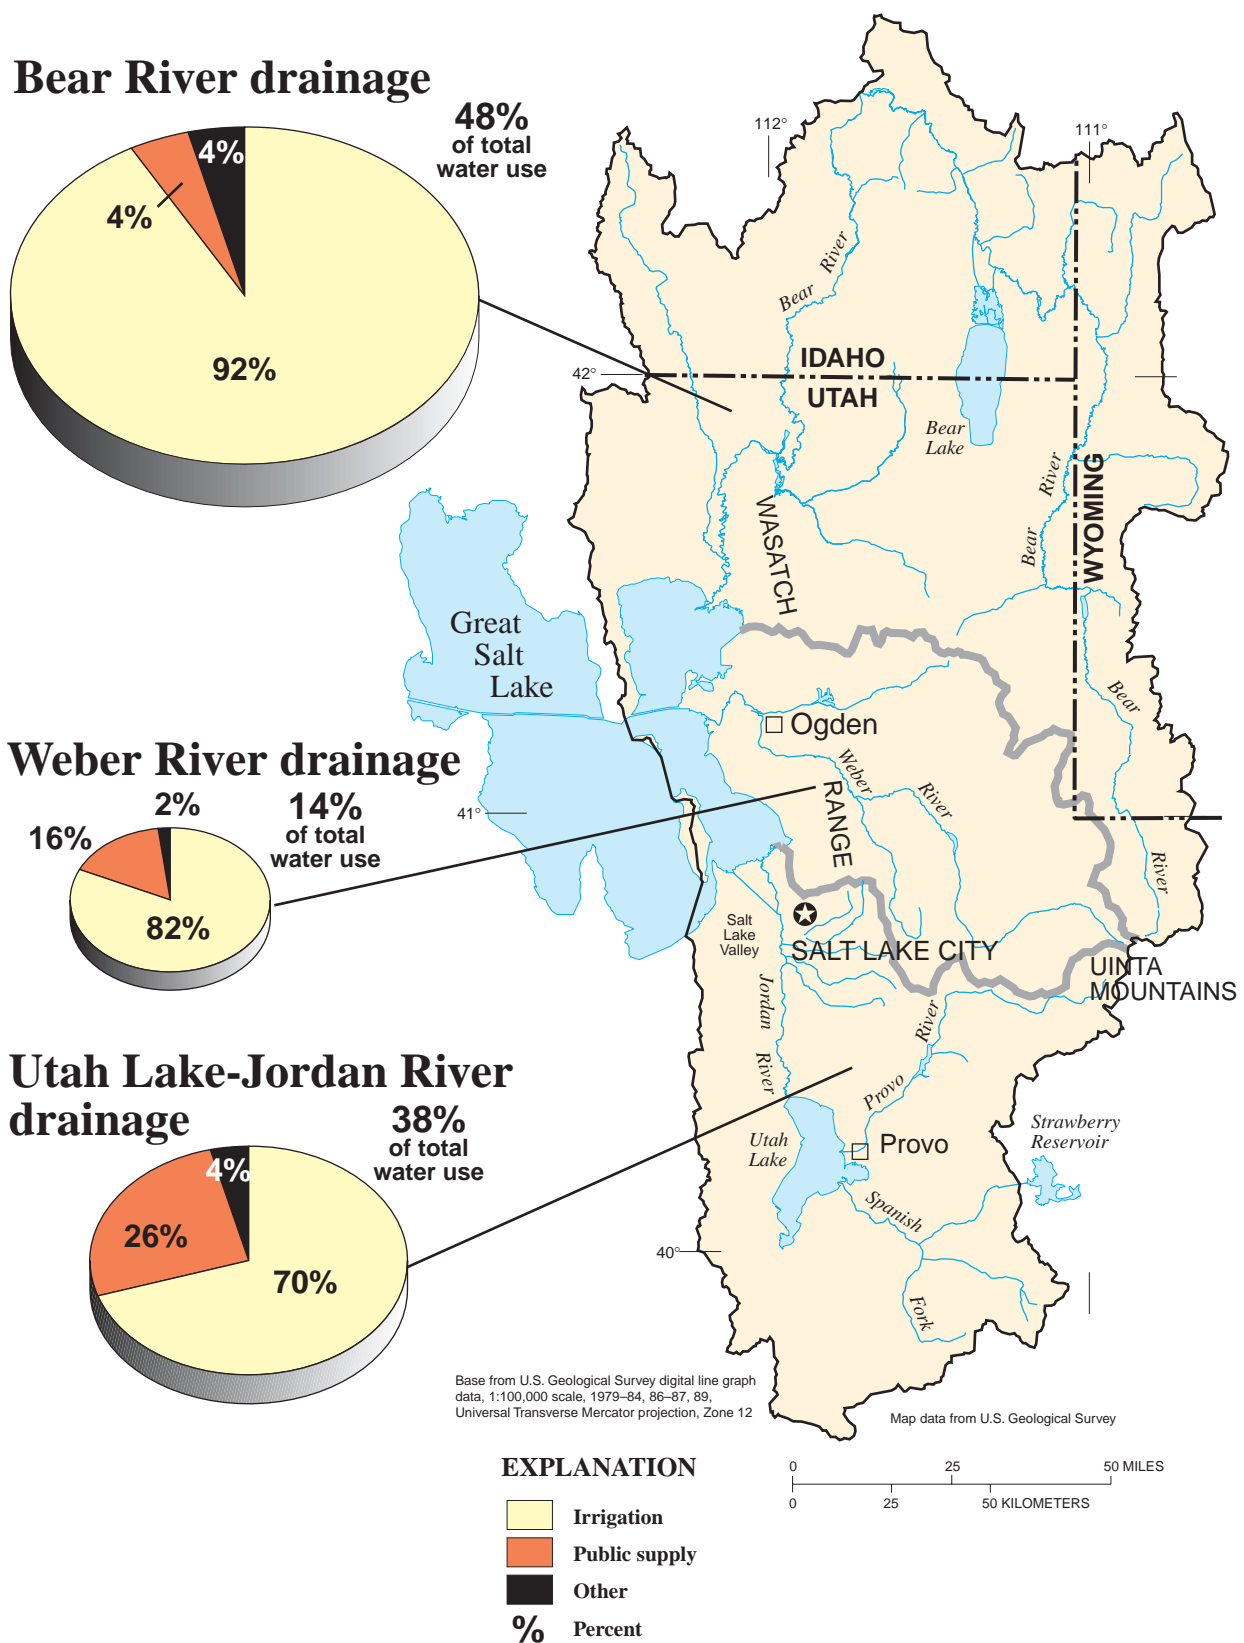 Bear River drainage
48%
of total
water use
4%
4%
92%
112°
111°
Bear
River
IDAHO
42°
UTAH
Bear
Lake
River
Bear
WYOMING
WASATCH
Great
Salt
Lake
Bear
Ogden
Weber River drainage
2%
14%
of total
water use
16%
82%
41°
Weber
River
RANGE
River
Salt
Lake
Valley
SALT LAKE CITY
UINTA
MOUNTAINS
Jordan
River
River
Provo
Utah Lake-Jordan River
drainage
38%
of total
water use
4%
26%
70%
Utah
Lake
Provo
Strawberry
Reservoir
Spanish
Fork
40°
Base from U.S. Geological Survey digital line graph
data, 1:100,000 scale, 1979–84, 86–87, 89,
Universal Transverse Mercator projection, Zone 12
Map data from U.S. Geological Survey
EXPLANATION
Irrigation
Public supply
Other
% Percent
0 25 50 MILES
0 25 50 KILOMETERS